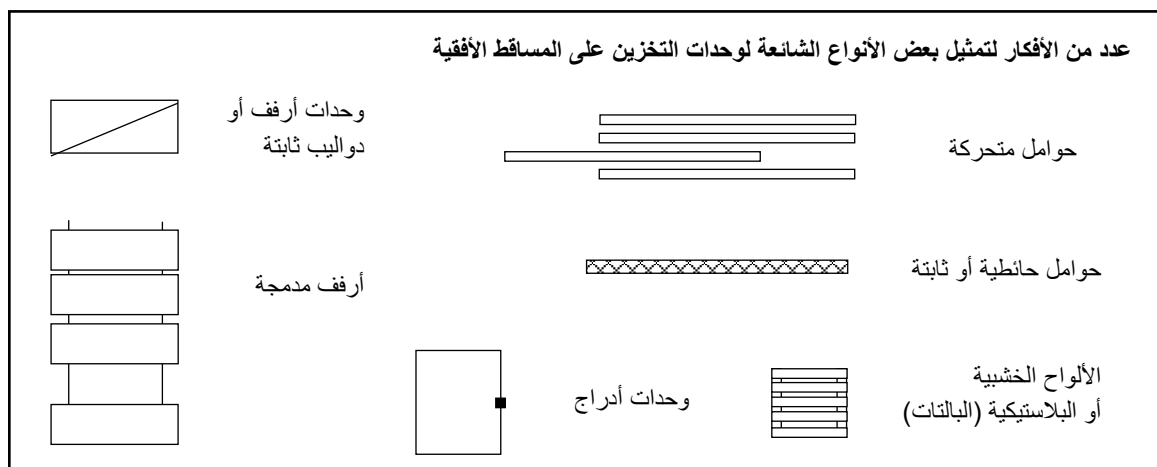 عدد من الأفكار لتمثيل بعض الأنواع الشائعة لوحدات التخزين على المساقط الأفقية
حوامل متحركة
وحدات أرفف أو
دواليب ثابتة
حوامل حائطية أو ثابتة
أرفف مدمجة
الألواح الخشبية
أو البلاستيكية (البالتات)
وحدات أدراج